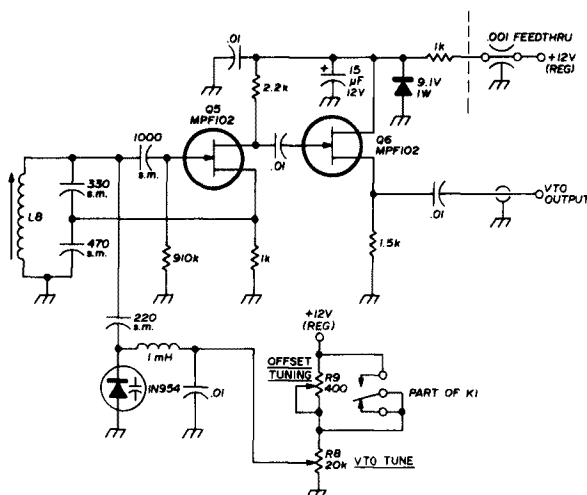 .01
.001 FEEDTHRU
+12V
(REG)
1k
15
µF
12V
9.1V
1W
2.2k
Q5
MPF102
Q6
MPF102
1000
s.m.
.01
330
s.m.
L8
470
s.m.
910k
1k
1.5k
.01
VTO
OUTPUT
220
s.m.
1 mH
1N954
.01
+12V
(REG)
OFFSET
TUNING
R9
400
PART OF K1
R8
20k
VTO TUNE